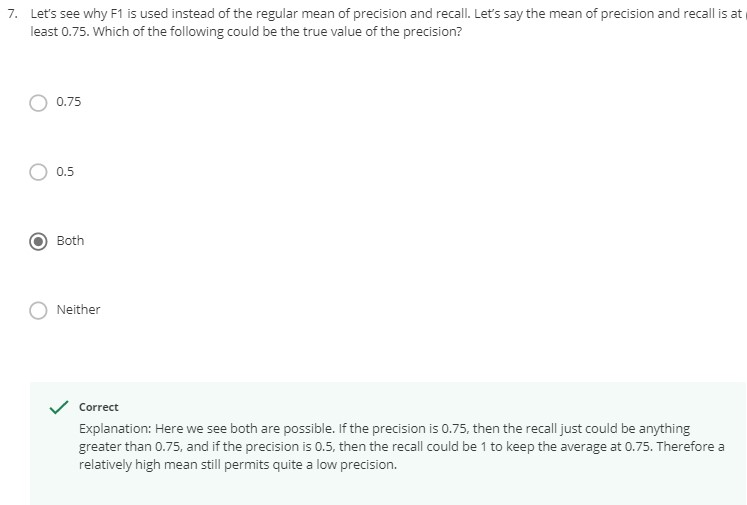 7. Let's see why F1 is used instead of the regular mean of precision and recall. Let's say the mean of precision and recall is at
least 0.75. Which of the following could be the true value of the precision?
0.75
0.5
Both
Neither
Correct
Explanation: Here we see both are possible. If the precision is 0.75, then the recall just could be anything
greater than 0.75, and if the precision is 0.5, then the recall could be 1 to keep the average at 0.75. Therefore a
relatively high mean still permits quite a low precision.